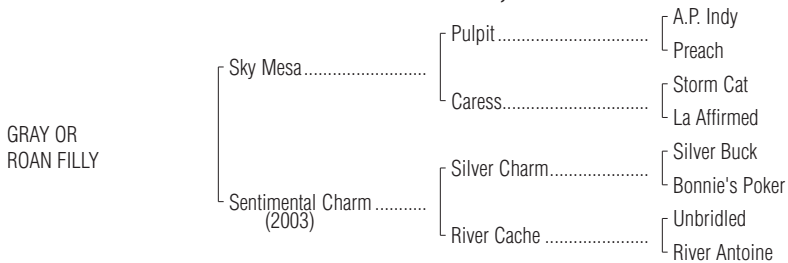 A.P. Indy
Pulpit..............................................
Preach
Sky Mesa..........................
Storm Cat
Caress............................................
La Affirmed
GRAY OR
ROAN FILLY
Silver Buck
Silver Charm..............................
Bonnie's Poker
Sentimental Charm ...........
(2003)
Unbridled
River Cache ................................
River Antoine